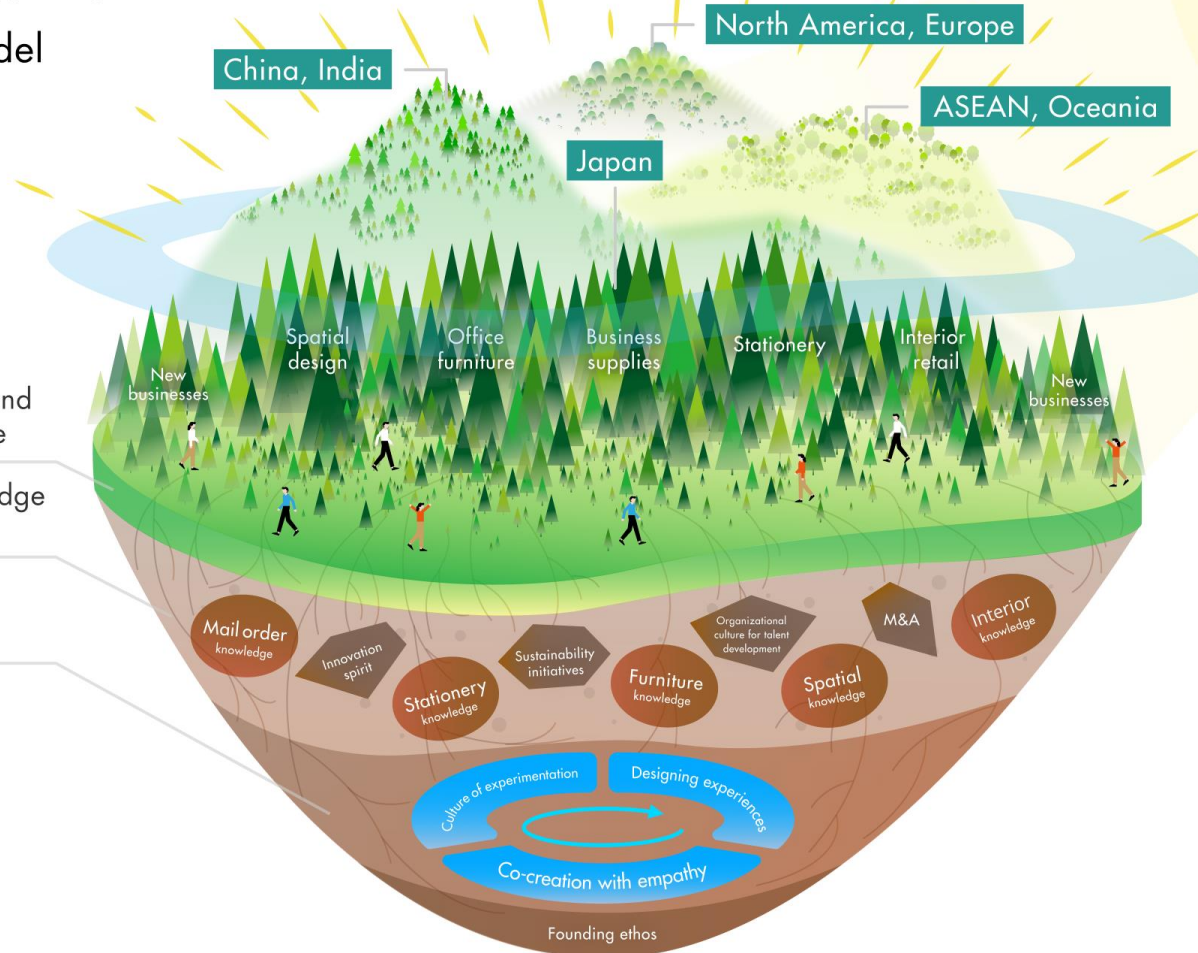 del
North America, Europe
China, India
ASEAN, Oceania
Japan
Spatial
design
Office
furniture
Business
supplies
Stationery
Interior
retail
New
businesses
New
businesses
nd
e
dge
Mail order
knowledge
Innovation
spirit
Stationery
knowledge
Sustainability
initiatives
Furniture
knowledge
Organizational
culture for talent
development
Spatial
knowledge
M&A
Interior
knowledge
Culture of experimentation
Designing experiences
Co-creation with empathy
Founding ethos